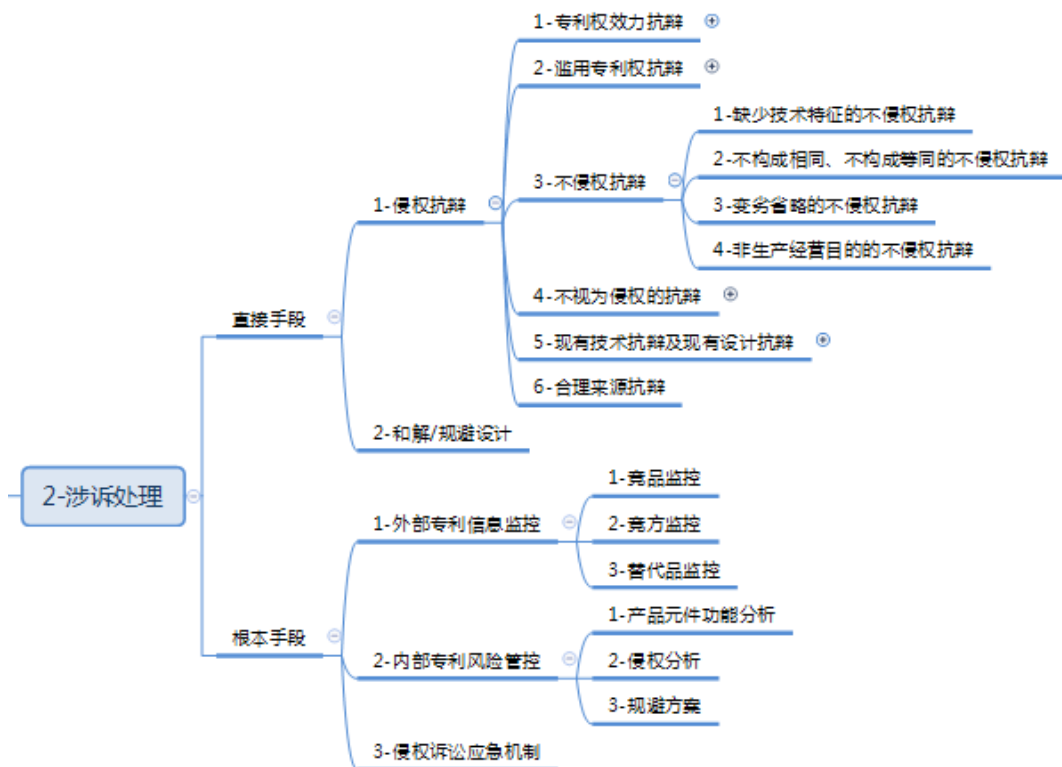 2-涉诉处理
直接手段
1-侵权抗辩
1-专利权效力抗辩
2-滥用专利权抗辩
3-不侵权抗辩
1-缺少技术特征的不侵权抗辩
2-不构成相同、不构成等同的不侵权抗辩
3-变劣省略的不侵权抗辩
4-非生产经营目的的不侵权抗辩
4-不视为侵权的抗辩
5-现有技术抗辩及现有设计抗辩
6-合理来源抗辩
2-和解/规避设计
根本手段
1-外部专利信息监控
1-竞品监控
2-竞方监控
3-替代品监控
2-内部专利风险管控
1-产品元件功能分析
2-侵权分析
3-规避方案
3-侵权诉讼应急机制